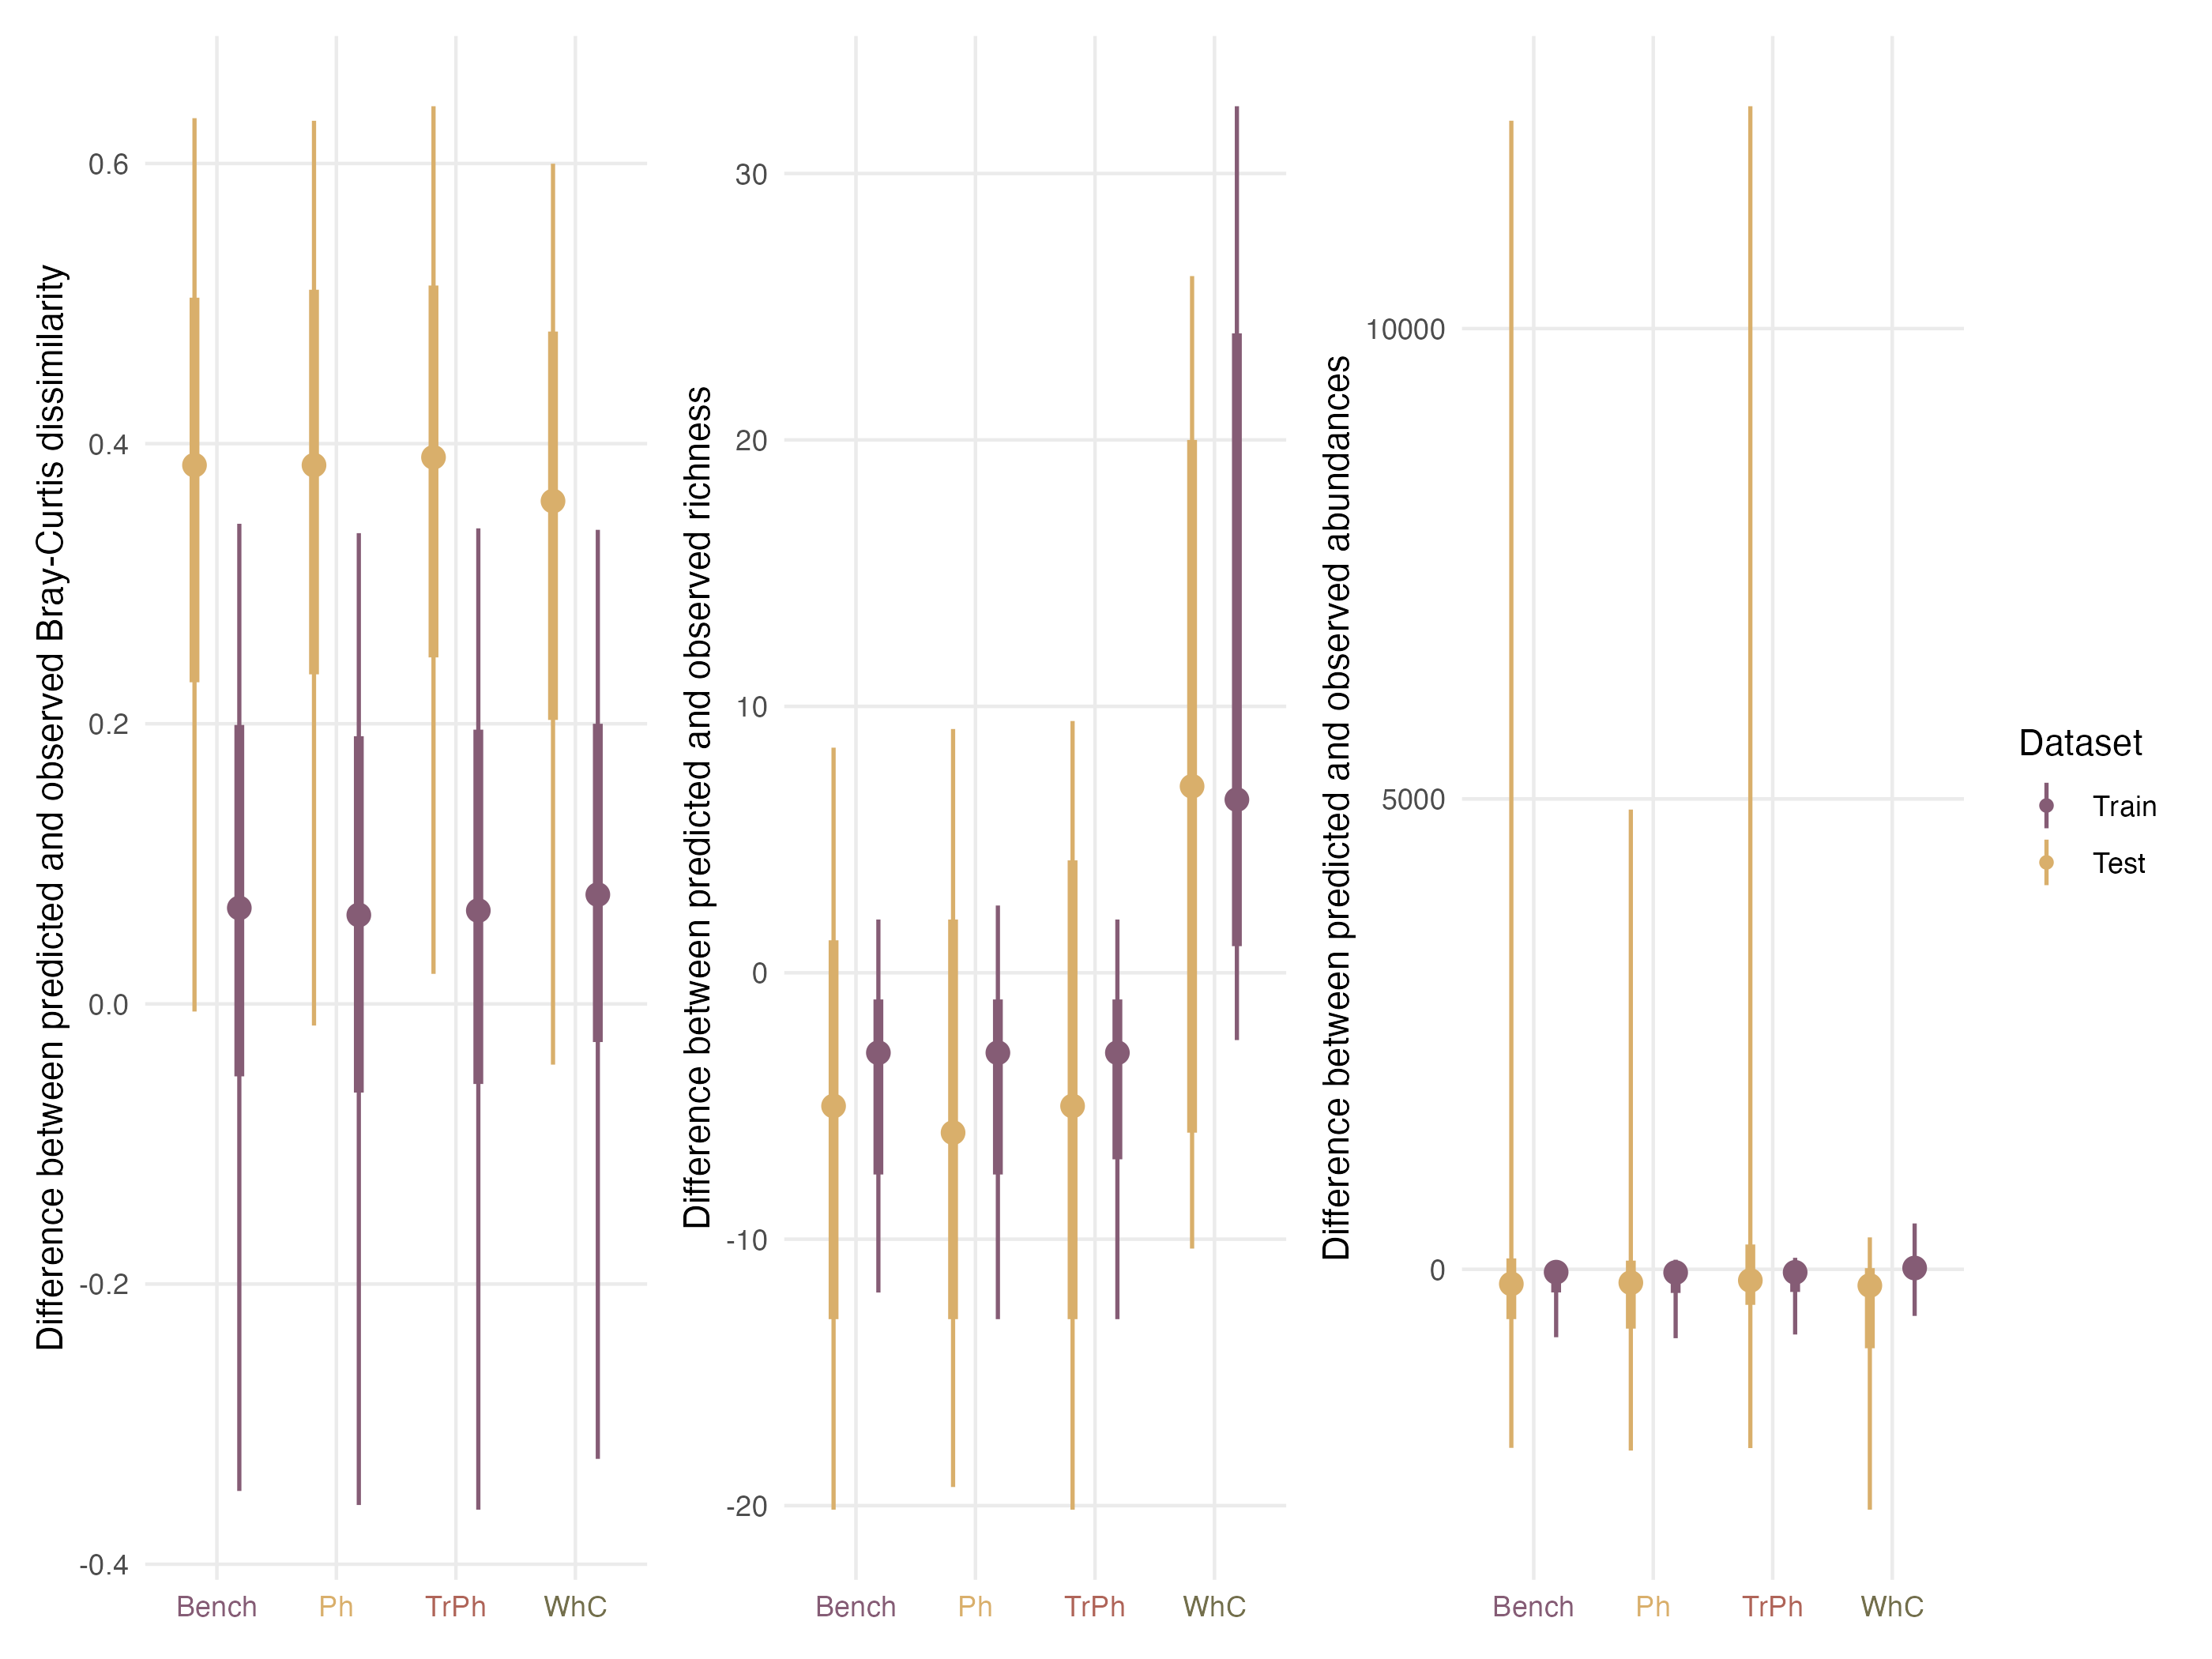 Difference between predicted and observed Bray-Curtis dissimilarity
0.6
0.4
0.2
0.0
-0.2
-0.4
Bench Ph TrPh WhC
Difference between predicted and observed richness
30
20
10
0
-10
-20
Bench Ph TrPh WhC
Difference between predicted and observed abundances
10000
5000
0
Bench Ph TrPh WhC
Dataset
Train
Test